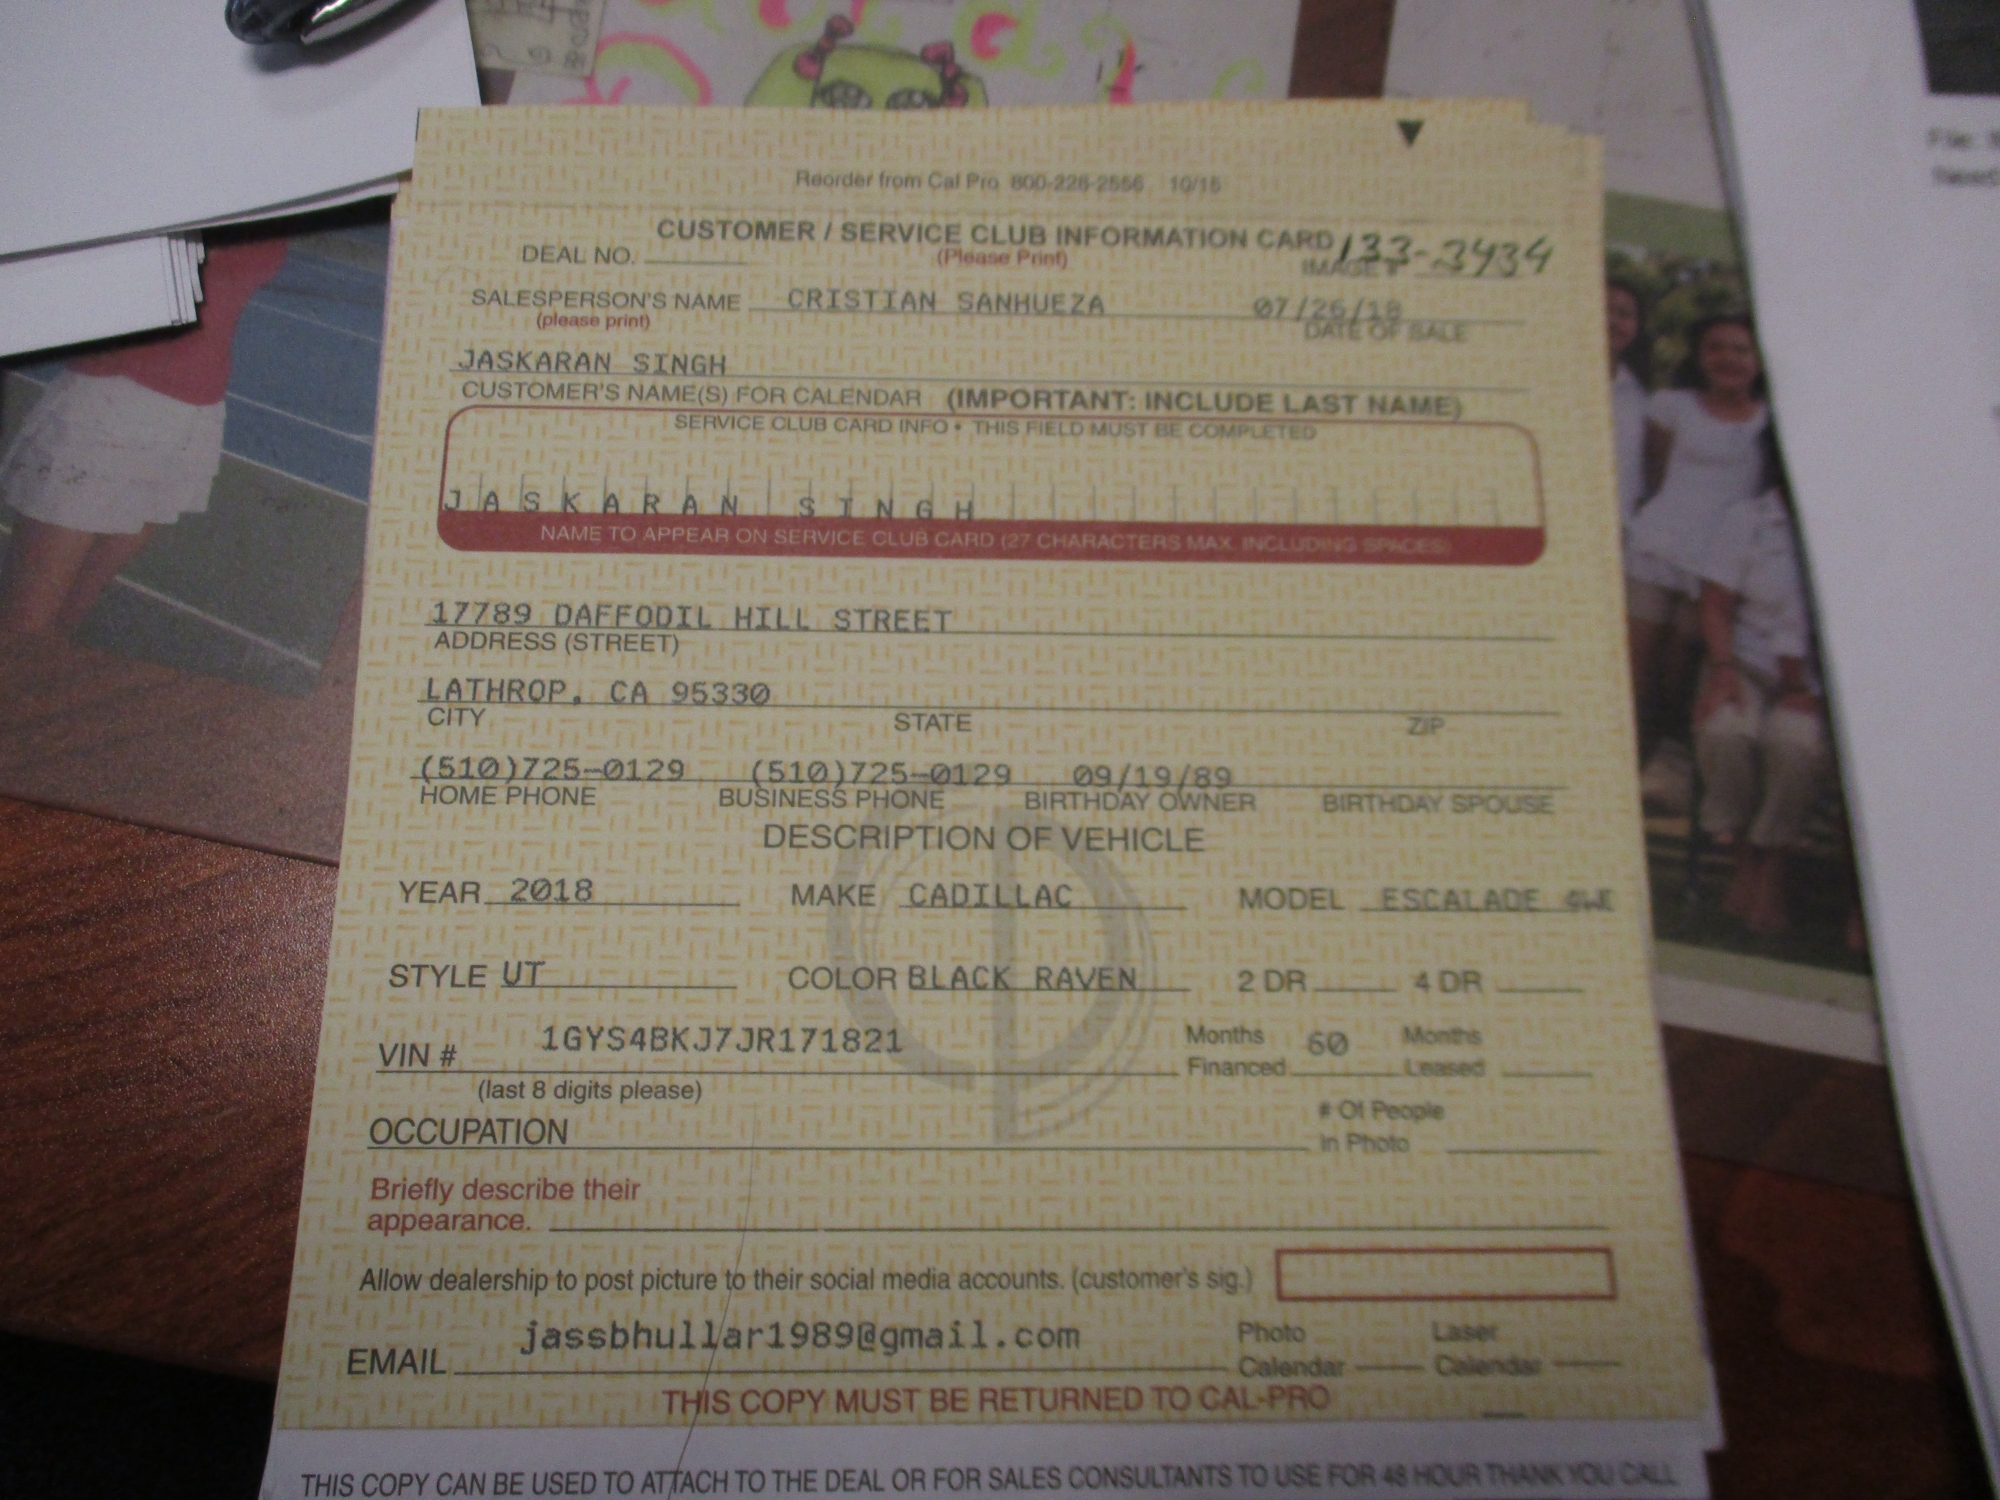 Reorder from Cal Pro 800-228-2556 10/15
CUSTOMER / SERVICE CLUB INFORMATION CARD 133-3434
DEAL NO. (Please Print) IMAGE #
SALESPERSON'S NAME CRISTIAN SANHUEZA 07/26/18
(please print) DATE OF SALE
JASKARAN SINGH
CUSTOMER'S NAME(S) FOR CALENDAR (IMPORTANT: INCLUDE LAST NAME)
SERVICE CLUB CARD INFO • THIS FIELD MUST BE COMPLETED
JASKARAN SINGH
NAME TO APPEAR ON SERVICE CLUB CARD (27 CHARACTERS MAX. INCLUDING SPACES)
17789 DAFFODIL HILL STREET
ADDRESS (STREET)
LATHROP, CA 95330
CITY STATE ZIP
(510)725-0129 (510)725-0129 09/19/89
HOME PHONE BUSINESS PHONE BIRTHDAY OWNER BIRTHDAY SPOUSE
DESCRIPTION OF VEHICLE
YEAR 2018 MAKE CADILLAC MODEL ESCALADE
STYLE UT COLOR BLACK RAVEN 2 DR 4 DR
VIN # 1GYS4BKJ7JR171821 Months Financed 60 Months Leased
(last 8 digits please)
OCCUPATION # Of People In Photo
Briefly describe their
appearance.
Allow dealership to post picture to their social media accounts. (customer's sig.)
EMAIL jassbhullar1989@gmail.com Photo Calendar Laser Calendar
THIS COPY MUST BE RETURNED TO CAL-PRO
THIS COPY CAN BE USED TO ATTACH TO THE DEAL OR FOR SALES CONSULTANTS TO USE FOR 48 HOUR THANK YOU CALL